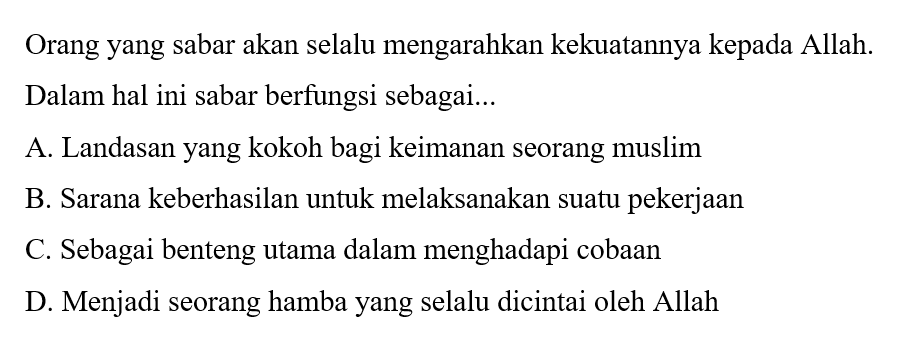 Orang yang sabar akan selalu mengarahkan kekuatannya kepada Allah.
Dalam hal ini sabar berfungsi sebagai...
A. Landasan yang kokoh bagi keimanan seorang muslim
B. Sarana keberhasilan untuk melaksanakan suatu pekerjaan
C. Sebagai benteng utama dalam menghadapi cobaan
D. Menjadi seorang hamba yang selalu dicintai oleh Allah